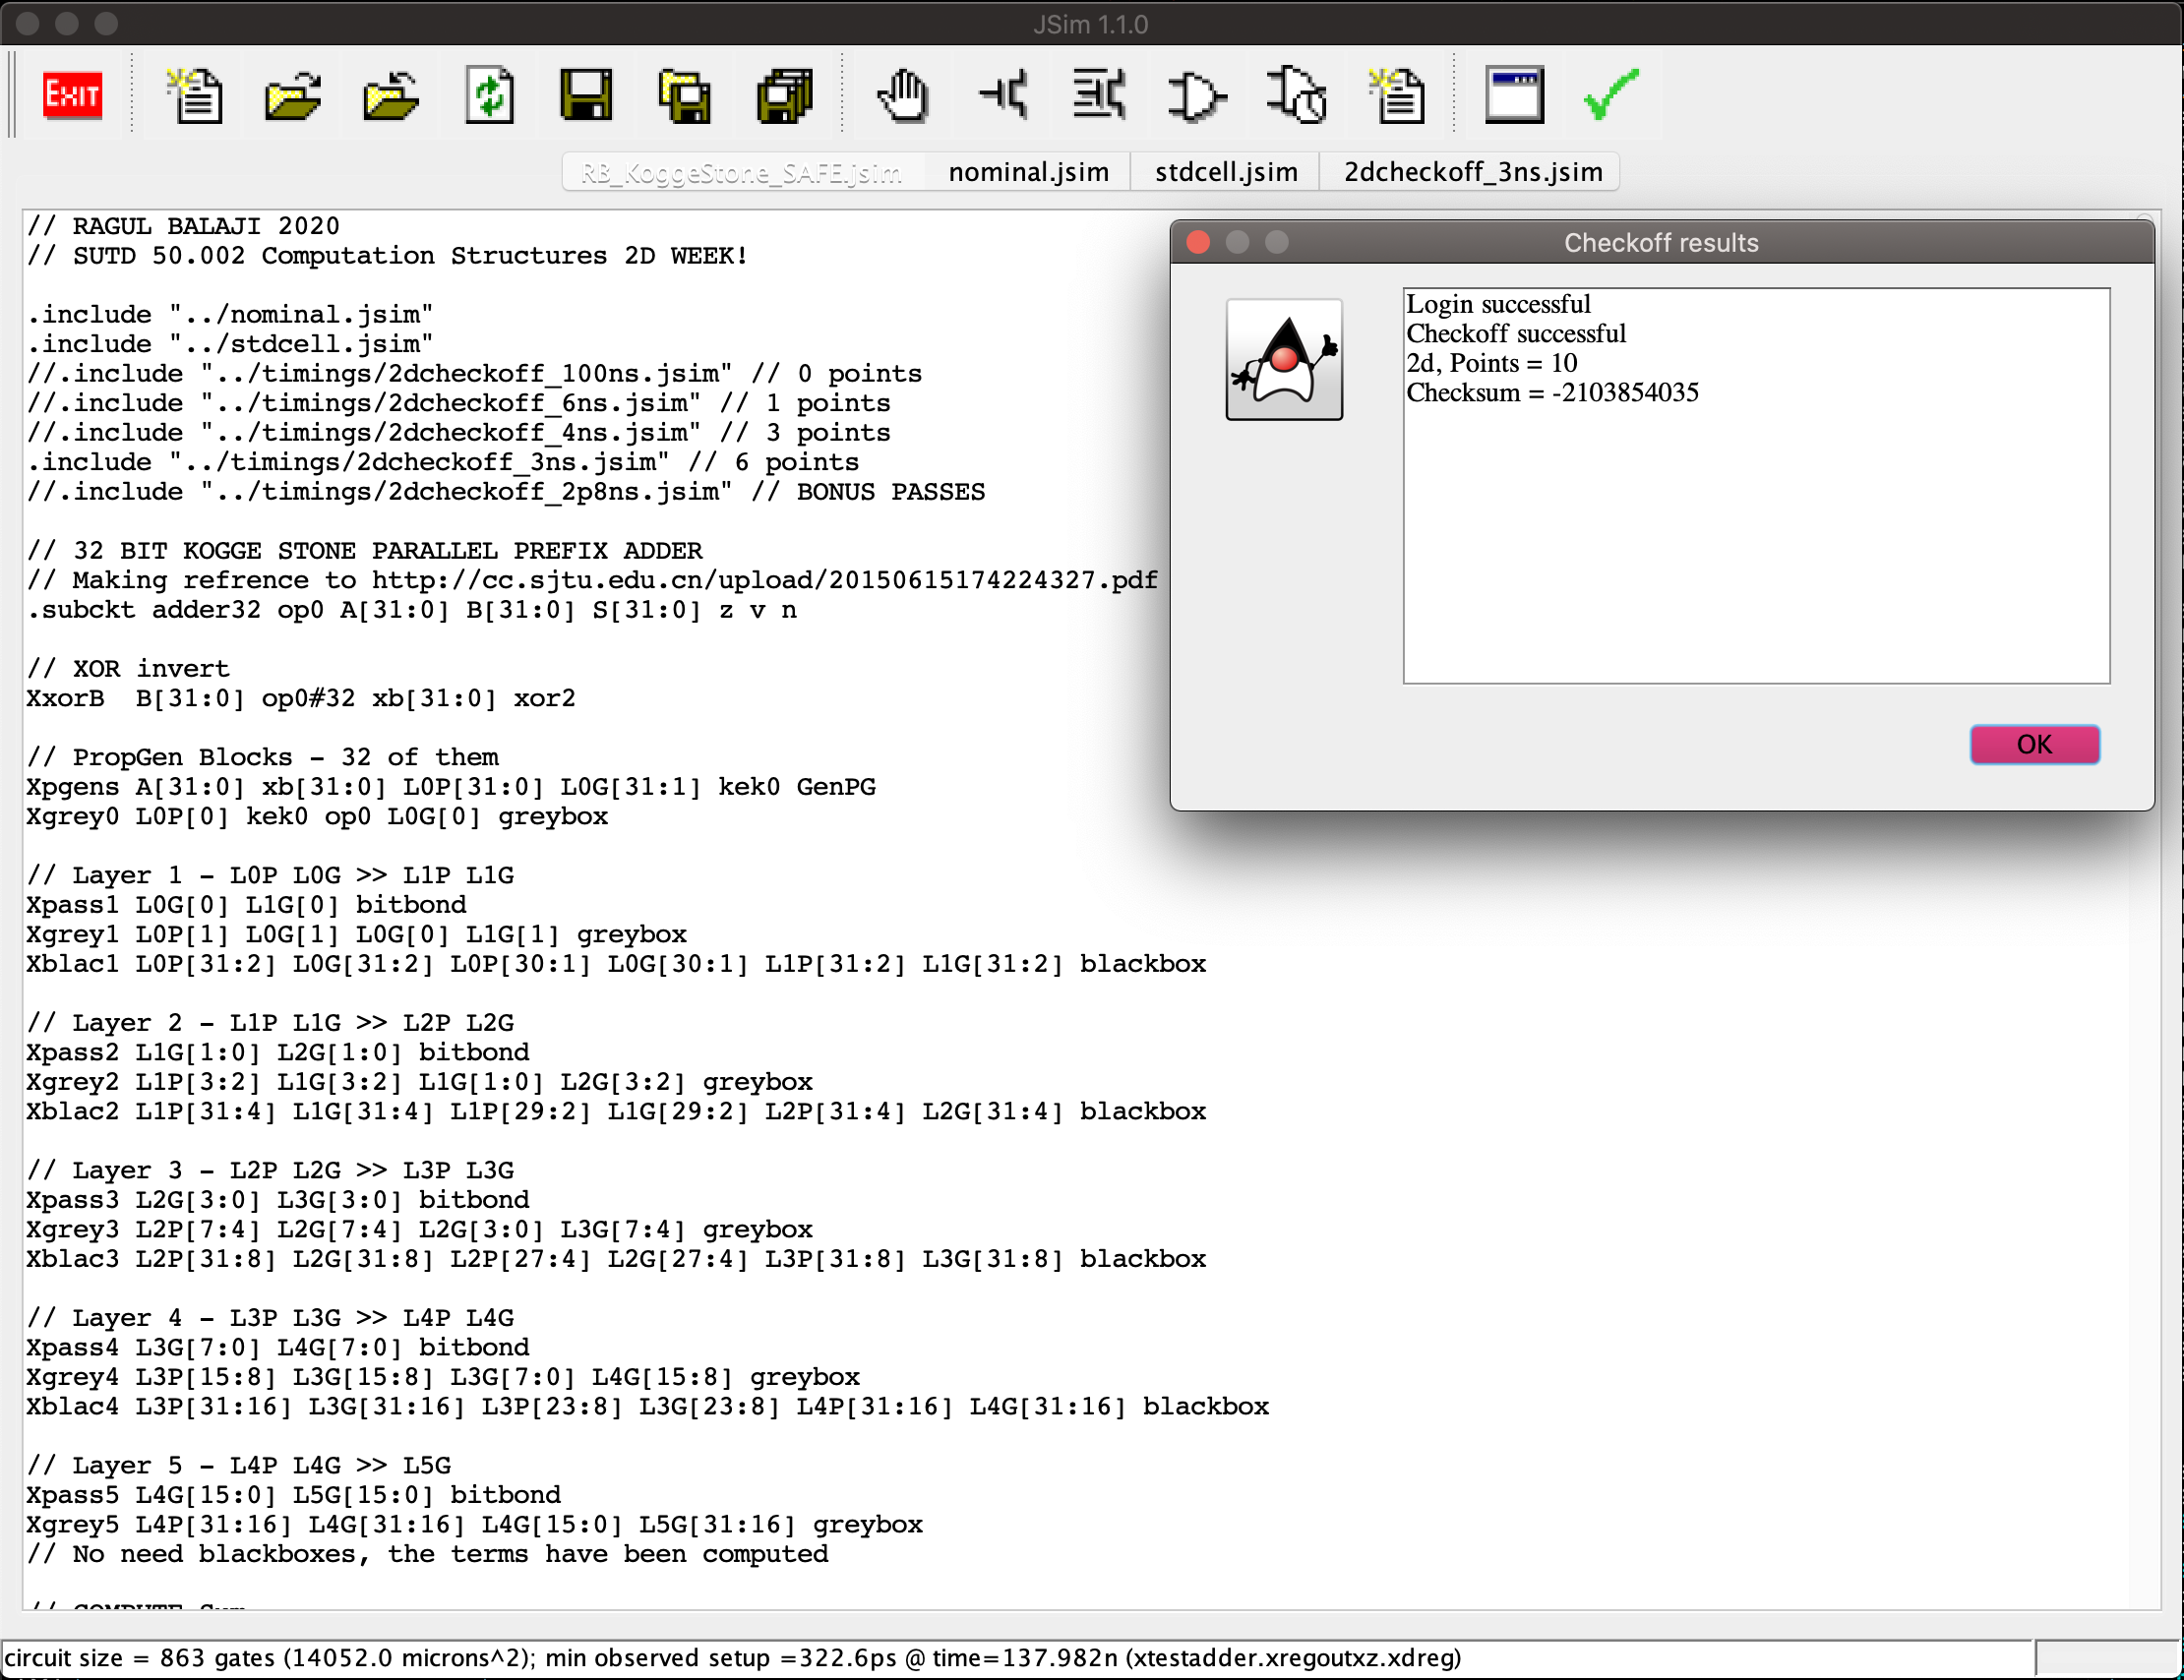 JSim 1.1.0
EXIT
RB_KoggeStone_SAFE.jsim nominal.jsim stdcell.jsim 2dcheckoff_3ns.jsim
// RAGUL BALAJI 2020
// SUTD 50.002 Computation Structures 2D WEEK!
.include "../nominal.jsim"
.include "../stdcell.jsim"
//.include "../timings/2dcheckoff_100ns.jsim" // 0 points
//.include "../timings/2dcheckoff_6ns.jsim" // 1 points
//.include "../timings/2dcheckoff_4ns.jsim" // 3 points
.include "../timings/2dcheckoff_3ns.jsim" // 6 points
//.include "../timings/2dcheckoff_2p8ns.jsim" // BONUS PASSES
// 32 BIT KOGGE STONE PARALLEL PREFIX ADDER
// Making refrence to http://cc.sjtu.edu.cn/upload/20150615174224327.pdf
.subckt adder32 op0 A[31:0] B[31:0] S[31:0] z v n
// XOR invert
XxorB  B[31:0] op0#32 xb[31:0] xor2
// PropGen Blocks – 32 of them
Xpgens A[31:0] xb[31:0] L0P[31:0] L0G[31:1] kek0 GenPG
Xgrey0 L0P[0] kek0 op0 L0G[0] greybox
// Layer 1 – L0P L0G >> L1P L1G
Xpass1 L0G[0] L1G[0] bitbond
Xgrey1 L0P[1] L0G[1] L0G[0] L1G[1] greybox
Xblac1 L0P[31:2] L0G[31:2] L0P[30:1] L0G[30:1] L1P[31:2] L1G[31:2] blackbox
// Layer 2 – L1P L1G >> L2P L2G
Xpass2 L1G[1:0] L2G[1:0] bitbond
Xgrey2 L1P[3:2] L1G[3:2] L1G[1:0] L2G[3:2] greybox
Xblac2 L1P[31:4] L1G[31:4] L1P[29:2] L1G[29:2] L2P[31:4] L2G[31:4] blackbox
// Layer 3 – L2P L2G >> L3P L3G
Xpass3 L2G[3:0] L3G[3:0] bitbond
Xgrey3 L2P[7:4] L2G[7:4] L2G[3:0] L3G[7:4] greybox
Xblac3 L2P[31:8] L2G[31:8] L2P[27:4] L2G[27:4] L3P[31:8] L3G[31:8] blackbox
// Layer 4 – L3P L3G >> L4P L4G
Xpass4 L3G[7:0] L4G[7:0] bitbond
Xgrey4 L3P[15:8] L3G[15:8] L3G[7:0] L4G[15:8] greybox
Xblac4 L3P[31:16] L3G[31:16] L3P[23:8] L3G[23:8] L4P[31:16] L4G[31:16] blackbox
// Layer 5 – L4P L4G >> L5G
Xpass5 L4G[15:0] L5G[15:0] bitbond
Xgrey5 L4P[31:16] L4G[31:16] L4G[15:0] L5G[31:16] greybox
// No need blackboxes, the terms have been computed
// COMPUTE Sum
Checkoff results
Login successful
Checkoff successful
2d, Points = 10
Checksum = -2103854035
OK
circuit size = 863 gates (14052.0 microns^2); min observed setup =322.6ps @ time=137.982n (xtestadder.xregoutxz.xdreg)